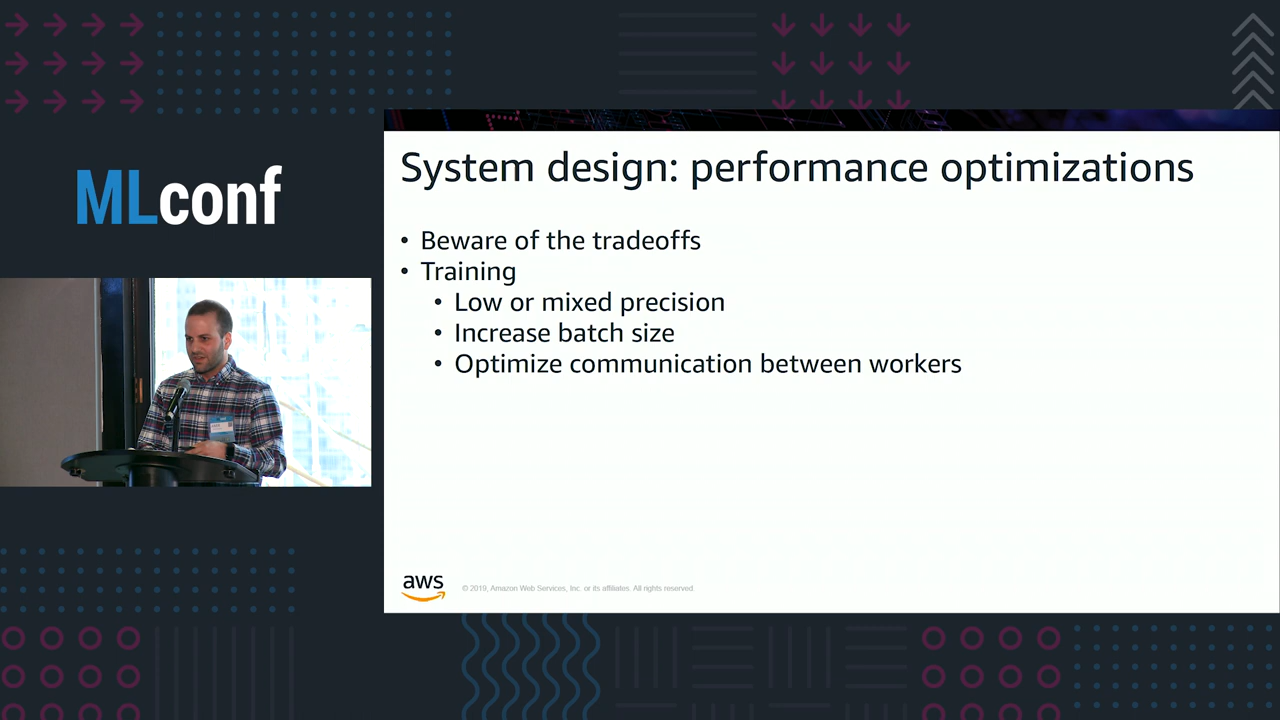 MLconf
System design: performance optimizations
• Beware of the tradeoffs
• Training
• Low or mixed precision
• Increase batch size
• Optimize communication between workers
aws
© 2019, Amazon Web Services, Inc. or its affiliates. All rights reserved.